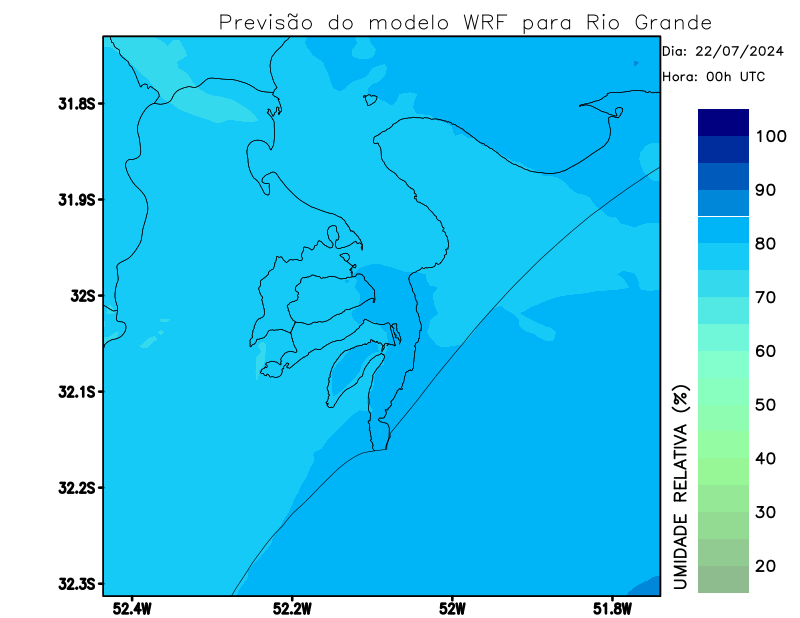 Previsão do modelo WRF para Rio Grande
Dia: 22/07/2024
Hora: 00h UTC
31.8S
31.9S
32S
32.1S
32.2S
32.3S
52.4W
52.2W
52W
51.8W
100
90
80
70
60
50
40
30
20
UMIDADE RELATIVA (%)